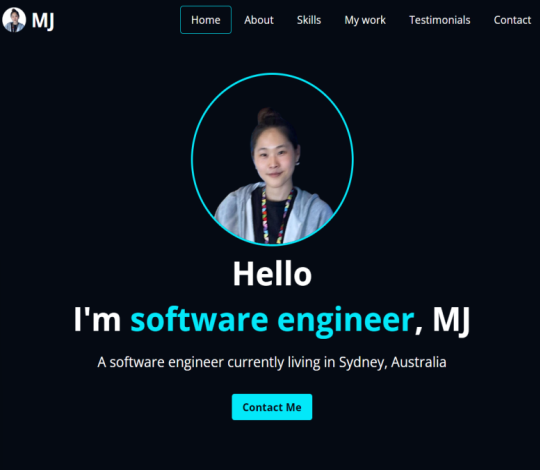 MJ
Home About Skills My work Testimonials Contact
Hello
I'm software engineer, MJ
A software engineer currently living in Sydney, Australia
Contact Me